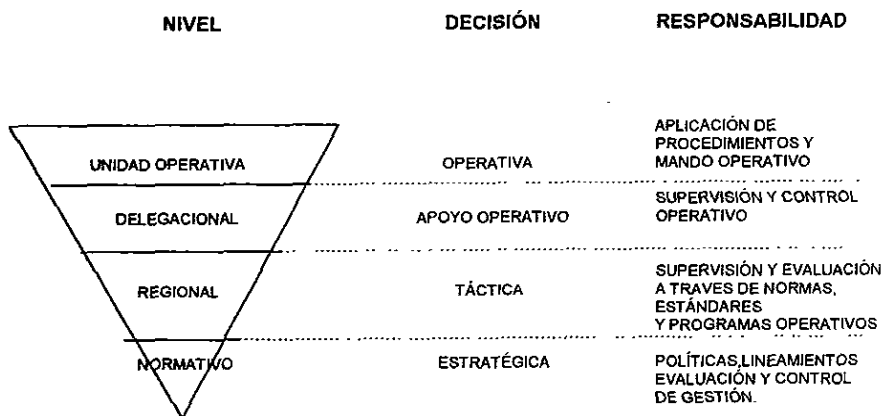 NIVEL DECISIÓN RESPONSABILIDAD
UNIDAD OPERATIVA
OPERATIVA
APLICACIÓN DE
PROCEDIMIENTOS Y
MANDO OPERATIVO
DELEGACIONAL
APOYO OPERATIVO
SUPERVISIÓN Y CONTROL
OPERATIVO
REGIONAL
TÁCTICA
SUPERVISIÓN Y EVALUACIÓN
A TRAVES DE NORMAS,
ESTÁNDARES
Y PROGRAMAS OPERATIVOS
NORMATIVO
ESTRATÉGICA
POLÍTICAS,LINEAMIENTOS
EVALUACIÓN Y CONTROL
DE GESTIÓN.